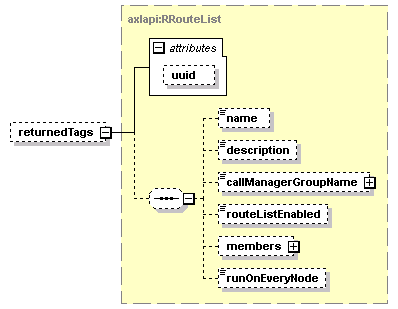 axlapi:RRouteList
attributes
uuid
returnedTags
name
description
callManagerGroupName
routeListEnabled
members
runOnEveryNode